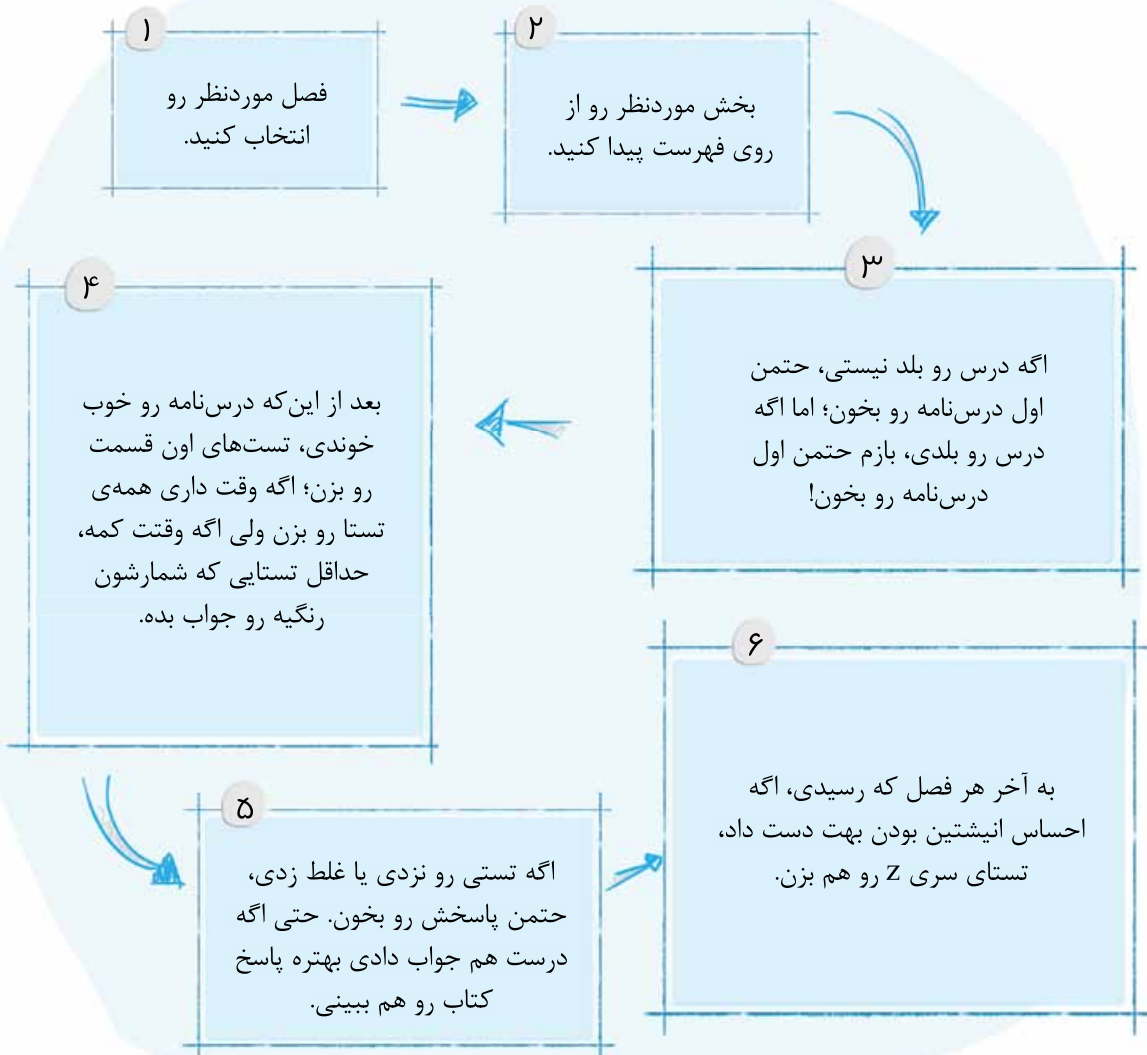 ۱
فصل موردنظر رو
انتخاب کنید.
۲
بخش موردنظر رو از
روی فهرست پیدا کنید.
۳
اگه درس رو بلد نیستی، حتمن
اول درس‌نامه رو بخون؛ اما اگه
درس رو بلدی، بازم حتمن اول
درس‌نامه رو بخون!
۴
بعد از این‌که درس‌نامه رو خوب
خوندی، تست‌های اون قسمت
رو بزن؛ اگه وقت داری همه‌ی
تستا رو بزن ولی اگه وقتت کمه،
حداقل تستایی که شمارشون
رنگیه رو جواب بده.
۵
اگه تستی رو نزدی یا غلط زدی،
حتمن پاسخش رو بخون. حتی اگه
درست هم جواب دادی بهتره پاسخ
کتاب رو هم ببینی.
۶
به آخر هر فصل که رسیدی، اگه
احساس انیشتین بودن بهت دست داد،
تستای سری z رو هم بزن.